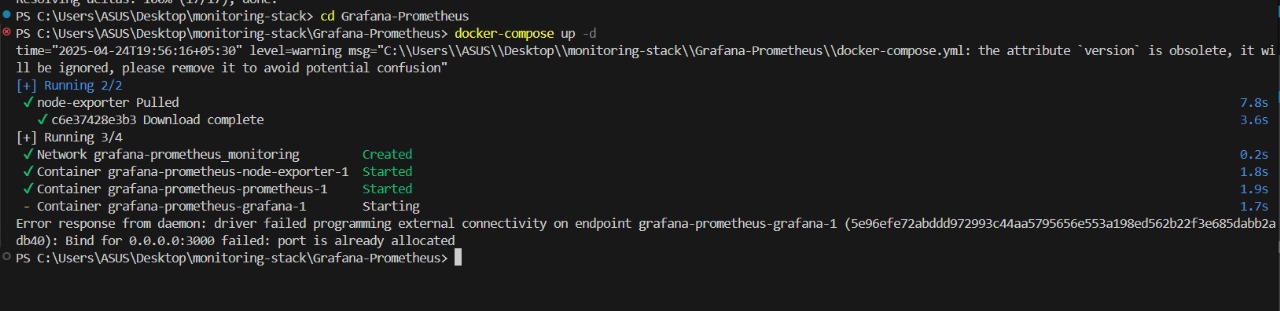 Resolving deltas: 100% (17/17), done.
PS C:\Users\ASUS\Desktop\monitoring-stack> cd Grafana-Prometheus
PS C:\Users\ASUS\Desktop\monitoring-stack\Grafana-Prometheus> docker-compose up -d
time="2025-04-24T19:56:16+05:30" level=warning msg="C:\\Users\\ASUS\\Desktop\\monitoring-stack\\Grafana-Prometheus\\docker-compose.yml: the attribute `version` is obsolete, it wi
ll be ignored, please remove it to avoid potential confusion"
[+] Running 2/2
✓ node-exporter Pulled 7.8s
✓ c6e37428e3b3 Download complete 3.6s
[+] Running 3/4
✓ Network grafana-prometheus_monitoring Created 0.2s
✓ Container grafana-prometheus-node-exporter-1 Started 1.8s
✓ Container grafana-prometheus-prometheus-1 Started 1.9s
- Container grafana-prometheus-grafana-1 Starting 1.7s
Error response from daemon: driver failed programming external connectivity on endpoint grafana-prometheus-grafana-1 (5e96efe72abddd972993c44aa5795656e553a198ed562b22f3e685dabb2a
db40): Bind for 0.0.0.0:3000 failed: port is already allocated
PS C:\Users\ASUS\Desktop\monitoring-stack\Grafana-Prometheus>